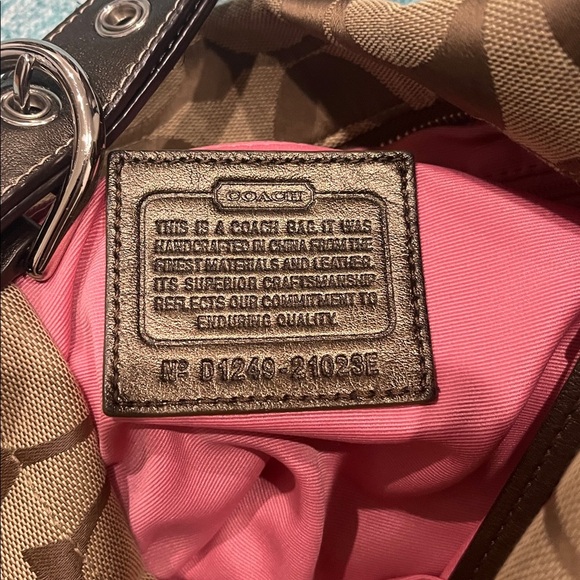 COACH
THIS IS A COACH BAG. IT WAS
HANDCRAFTED IN CHINA FROM THE
FINEST MATERIALS AND LEATHER.
ITS SUPERIOR CRAFTSMANSHIP
REFLECTS OUR COMMITMENT TO
ENDURING QUALITY.
Nº D1249-21023E